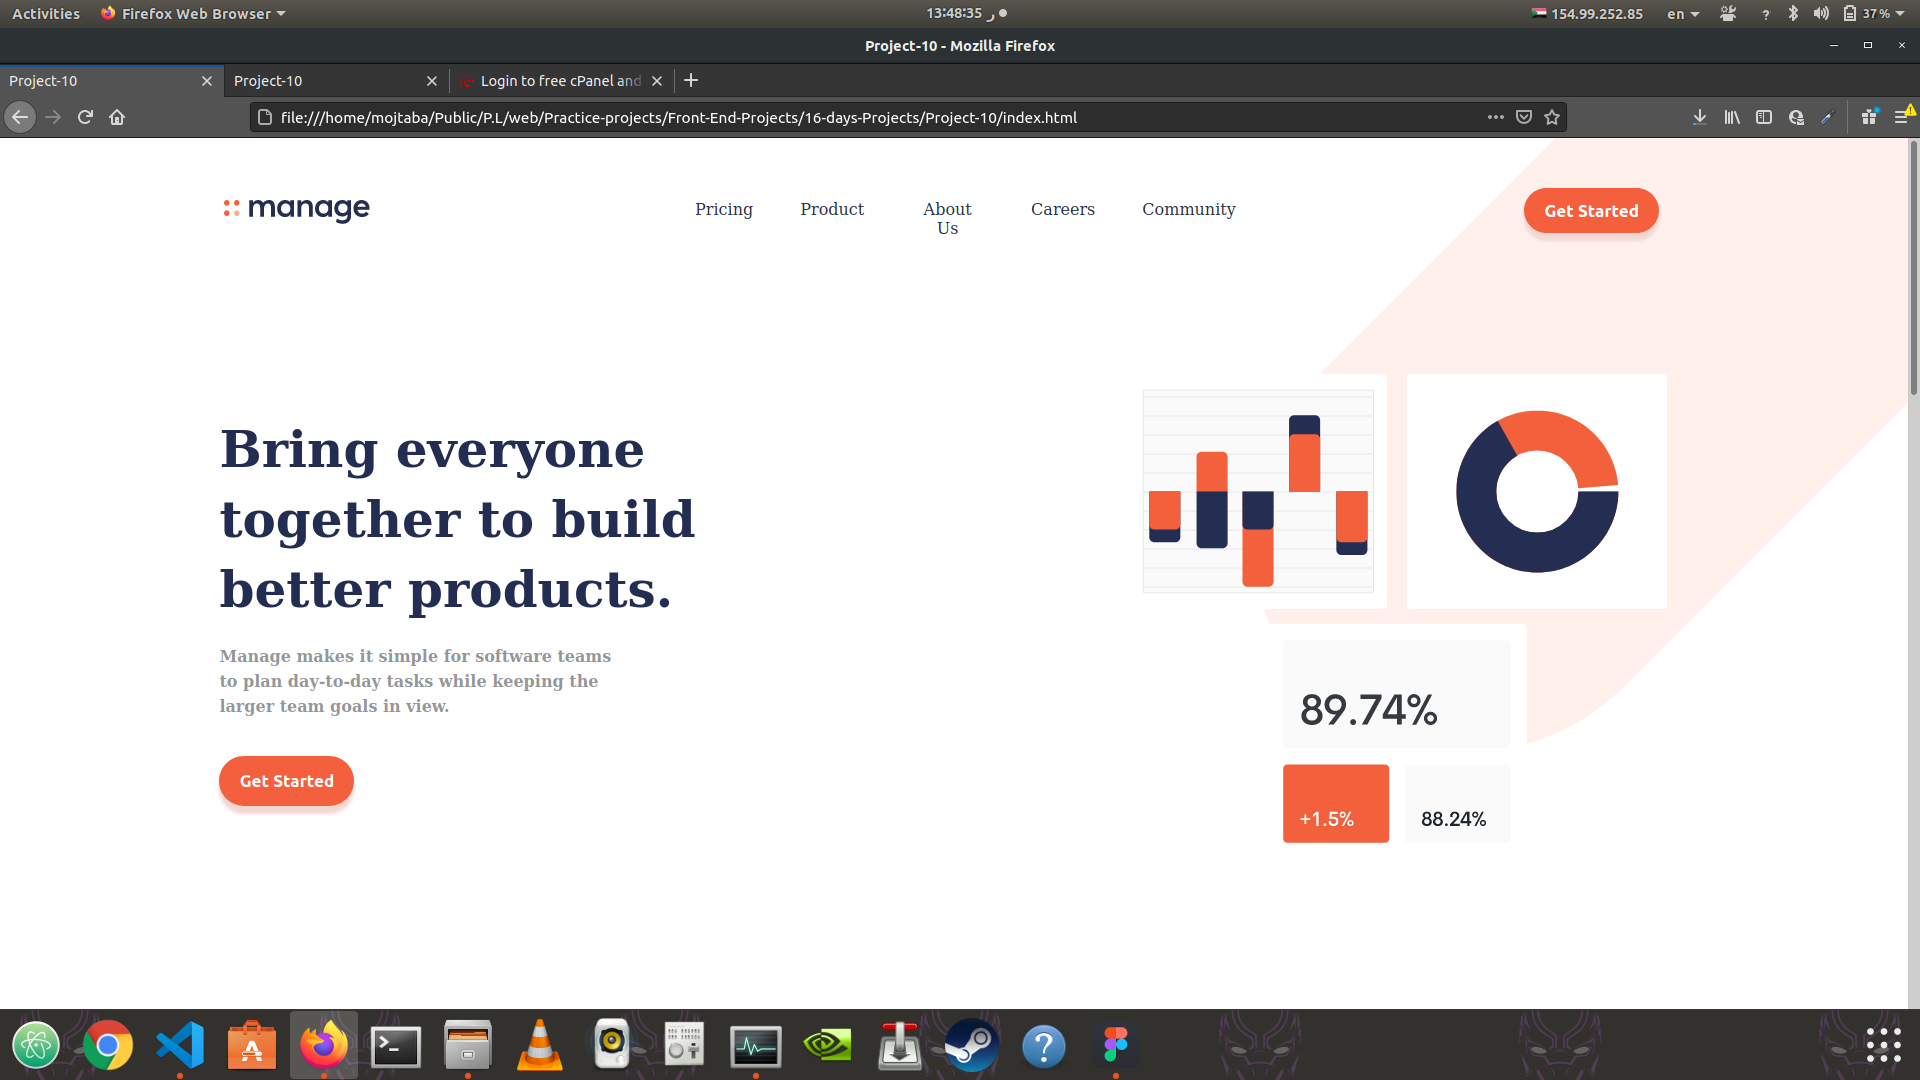 Activities
Firefox Web Browser
13:48:35 ر
154.99.252.85
en
?
37 %
Project-10 - Mozilla Firefox
Project-10
Project-10
Login to free cPanel and
file:///home/mojtaba/Public/P.L/web/Practice-projects/Front-End-Projects/16-days-Projects/Project-10/index.html
manage
Pricing
Product
About
Us
Careers
Community
Get Started
Bring everyone
together to build
better products.
Manage makes it simple for software teams
to plan day-to-day tasks while keeping the
larger team goals in view.
Get Started
89.74%
+1.5%
88.24%